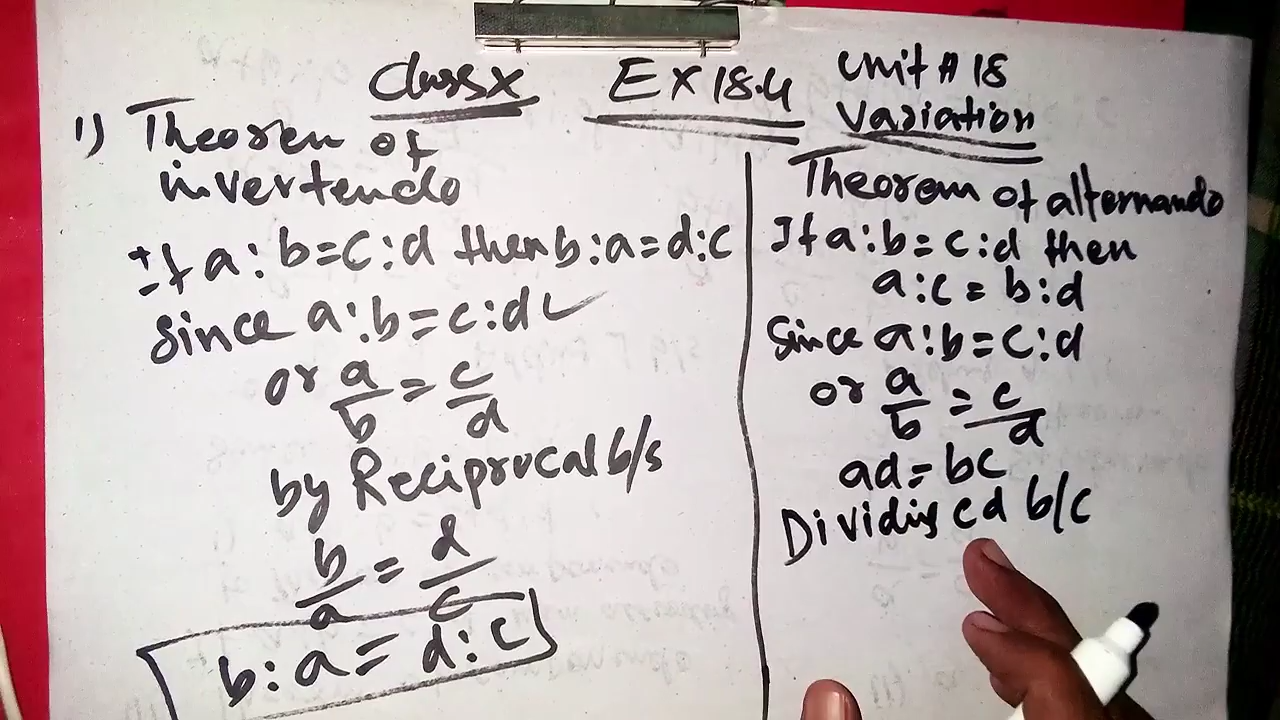 Class X Ex 18.4 Unit # 18
Variation
1) Theorem of
invertendo
If a:b=c:d then b:a=d:c
since a:b=c:d
or a/b = c/d
by Reciprocal b/s
b/a = d/c
b:a = d:c
Theorem of alternando
If a:b=c:d then
a:c = b:d
Since a:b=c:d
or a/b = c/d
ad = bc
Dividing cd b/c